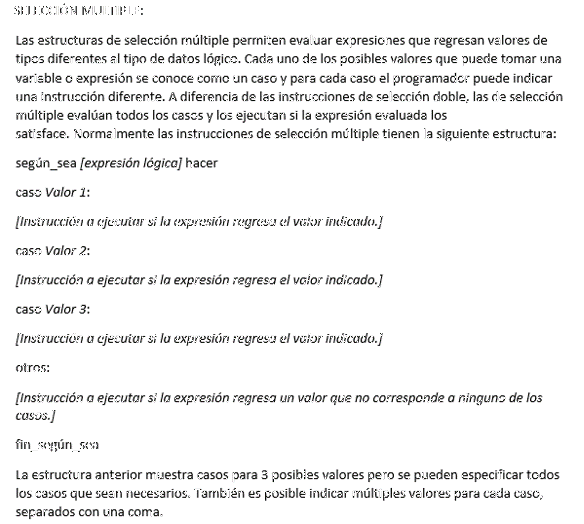 SELECCIÓN MÚLTIPLE:
Las estructuras de selección múltiple permiten evaluar expresiones que regresan valores de
tipos diferentes al tipo de datos lógico. Cada uno de los posibles valores que puede tomar una
variable o expresión se conoce como un caso y para cada caso el programador puede indicar
una instrucción diferente. A diferencia de las instrucciones de selección doble, las de selección
múltiple evalúan todos los casos y los ejecutan si la expresión evaluada los
satisface. Normalmente las instrucciones de selección múltiple tienen la siguiente estructura:
según_sea [expresión lógica] hacer
caso Valor 1:
[Instrucción a ejecutar si la expresión regresa el valor indicado.]
caso Valor 2:
[Instrucción a ejecutar si la expresión regresa el valor indicado.]
caso Valor 3:
[Instrucción a ejecutar si la expresión regresa el valor indicado.]
otros:
[Instrucción a ejecutar si la expresión regresa un valor que no corresponde a ninguno de los
casos.]
fin_según_sea
La estructura anterior muestra casos para 3 posibles valores pero se pueden especificar todos
los casos que sean necesarios. También es posible indicar múltiples valores para cada caso,
separados con una coma.